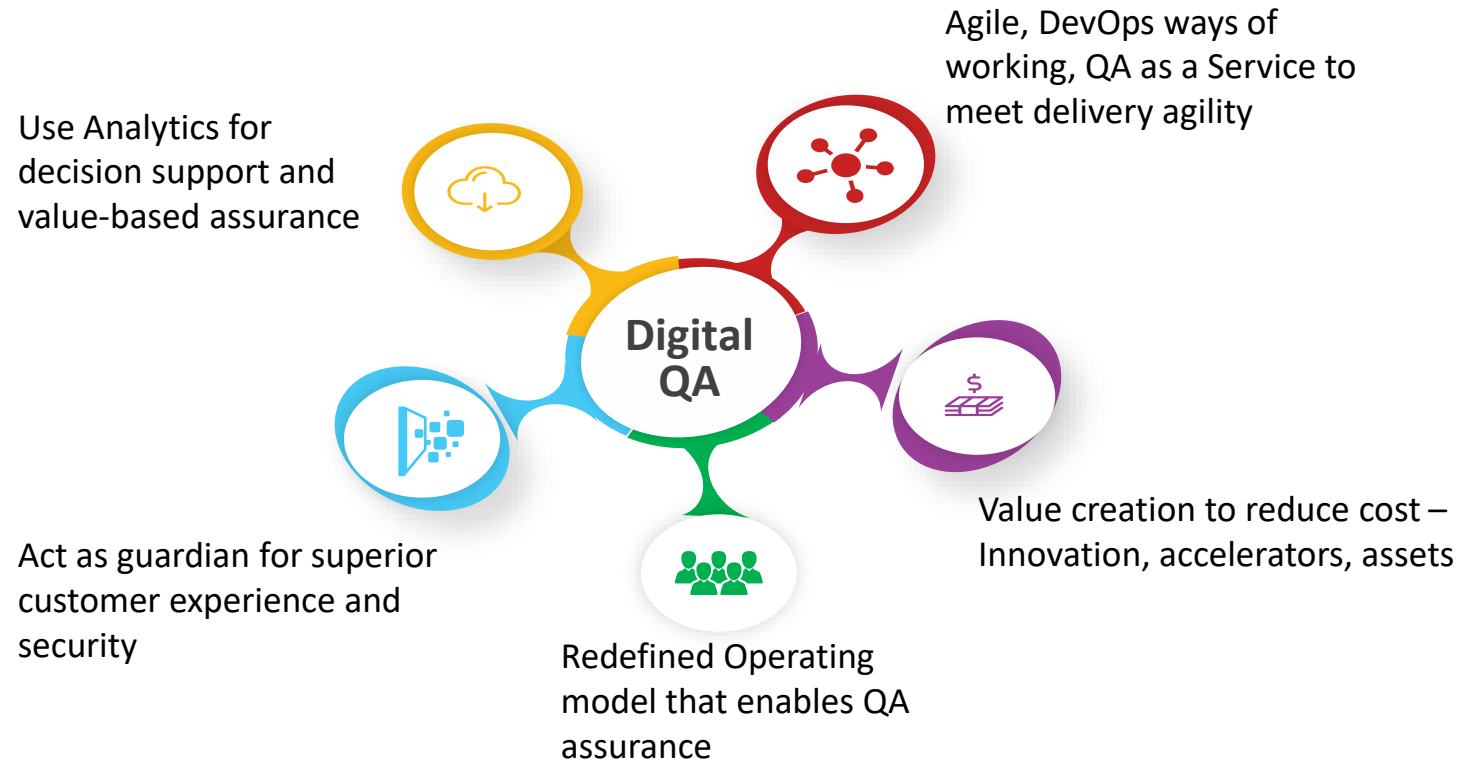 Agile, DevOps ways of
working, QA as a Service to
meet delivery agility
Use Analytics for
decision support and
value-based assurance
Digital
QA
$
Value creation to reduce cost –
Innovation, accelerators, assets
Act as guardian for superior
customer experience and
security
Redefined Operating
model that enables QA
assurance